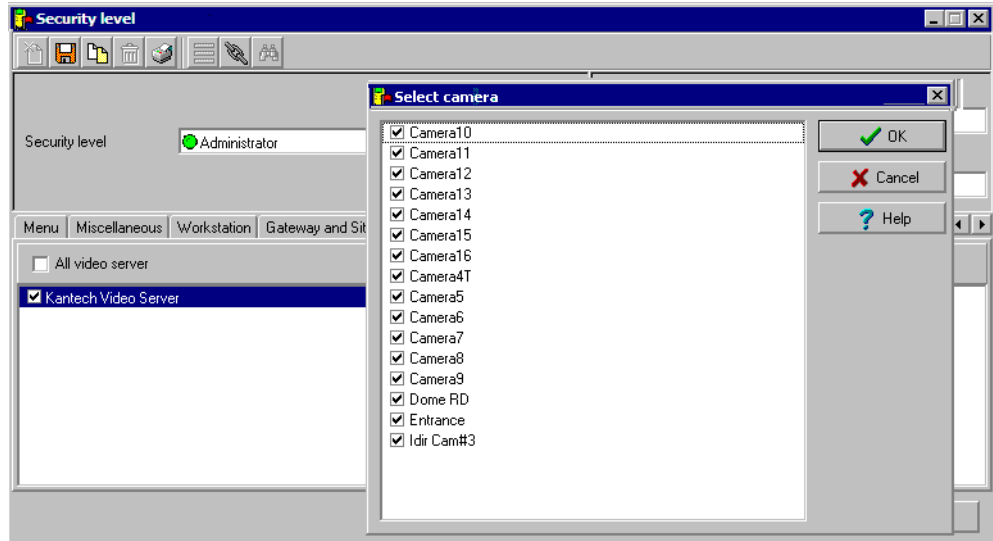 Security level
Select camera
Security level
Administrator
Menu
Miscellaneous
Workstation
Gateway and Sit
All video server
Kantech Video Server
Camera10
Camera11
Camera12
Camera13
Camera14
Camera15
Camera16
Camera4T
Camera5
Camera6
Camera7
Camera8
Camera9
Dome RD
Entrance
Idir Cam#3
OK
Cancel
Help